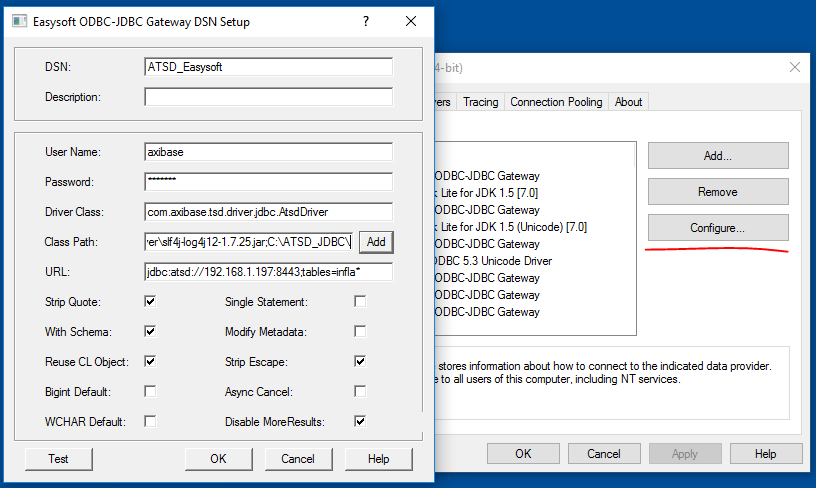 Easysoft ODBC-JDBC Gateway DSN Setup
?
DSN: ATSD_Easysoft
Description:
User Name: axibase
Password: *******
Driver Class: com.axibase.tsd.driver.jdbc.AtsdDriver
Class Path: er\slf4j-log4j12-1.7.25.jar;C:\ATSD_JDBC\ Add
URL: jdbc:atsd://192.168.1.197:8443;tables=infla*
Strip Quote: Single Statement:
With Schema: Modify Metadata:
Reuse CL Object: Strip Escape:
Bigint Default: Async Cancel:
WCHAR Default: Disable MoreResults:
Test OK Cancel Help
4-bit)
vers Tracing Connection Pooling About
ODBC-JDBC Gateway
k Lite for JDK 1.5 [7.0]
ODBC-JDBC Gateway
k Lite for JDK 1.5 (Unicode) [7.0]
ODBC-JDBC Gateway
DBC 5.3 Unicode Driver
ODBC-JDBC Gateway
ODBC-JDBC Gateway
ODBC-JDBC Gateway
Add...
Remove
Configure...
stores information about how to connect to the indicated data provider.
e to all users of this computer, including NT services.
OK Cancel Apply Help